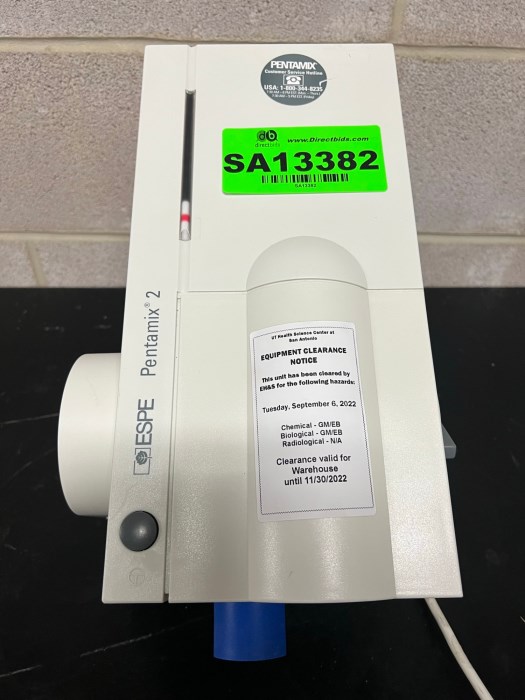 PENTAMIX
Customer Service Hotline
USA: 1-800-344-8235
db
directbids
www.Directbids.com
SA13382
SA13382
UT Health Science Center at
San Antonio
EQUIPMENT CLEARANCE
NOTICE
This unit has been cleared by
EH&S for the following hazards:
Tuesday, September 6, 2022
Chemical - GM/EB
Biological - GM/EB
Radiological - N/A
Clearance valid for
Warehouse
until 11/30/2022
ESPE Pentamix® 2